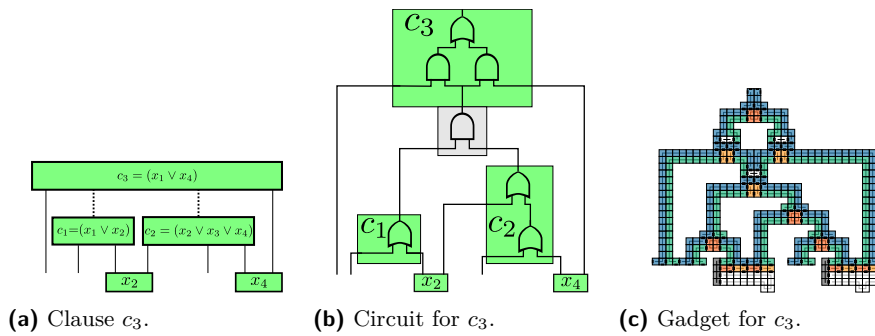 c₃ = (x₁ ∨ x₄)
c₁=(x₁ ∨ x₂)
c₂ = (x₂ ∨ x₃ ∨ x₄)
x₂
x₄
(a) Clause c₃.
c₃
c₁
c₂
x₂
x₄
(b) Circuit for c₃.
(c) Gadget for c₃.